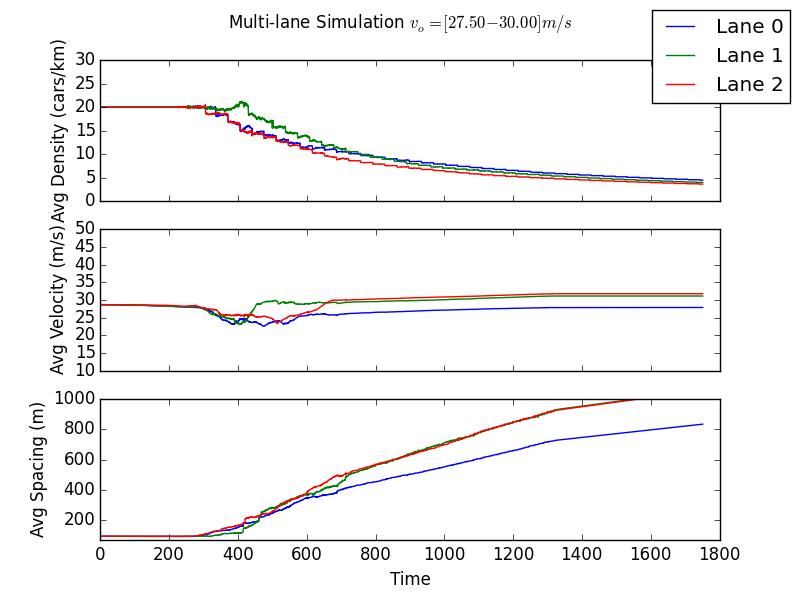 Multi-lane Simulation v_o =[27.50−30.00]m/s
Lane 0
Lane 1
Lane 2
Avg Density (cars/km)
30
25
20
15
10
5
0
Avg Velocity (m/s)
50
45
40
35
30
25
20
15
10
Avg Spacing (m)
1000
800
600
400
200
0 200 400 600 800 1000 1200 1400 1600 1800
Time